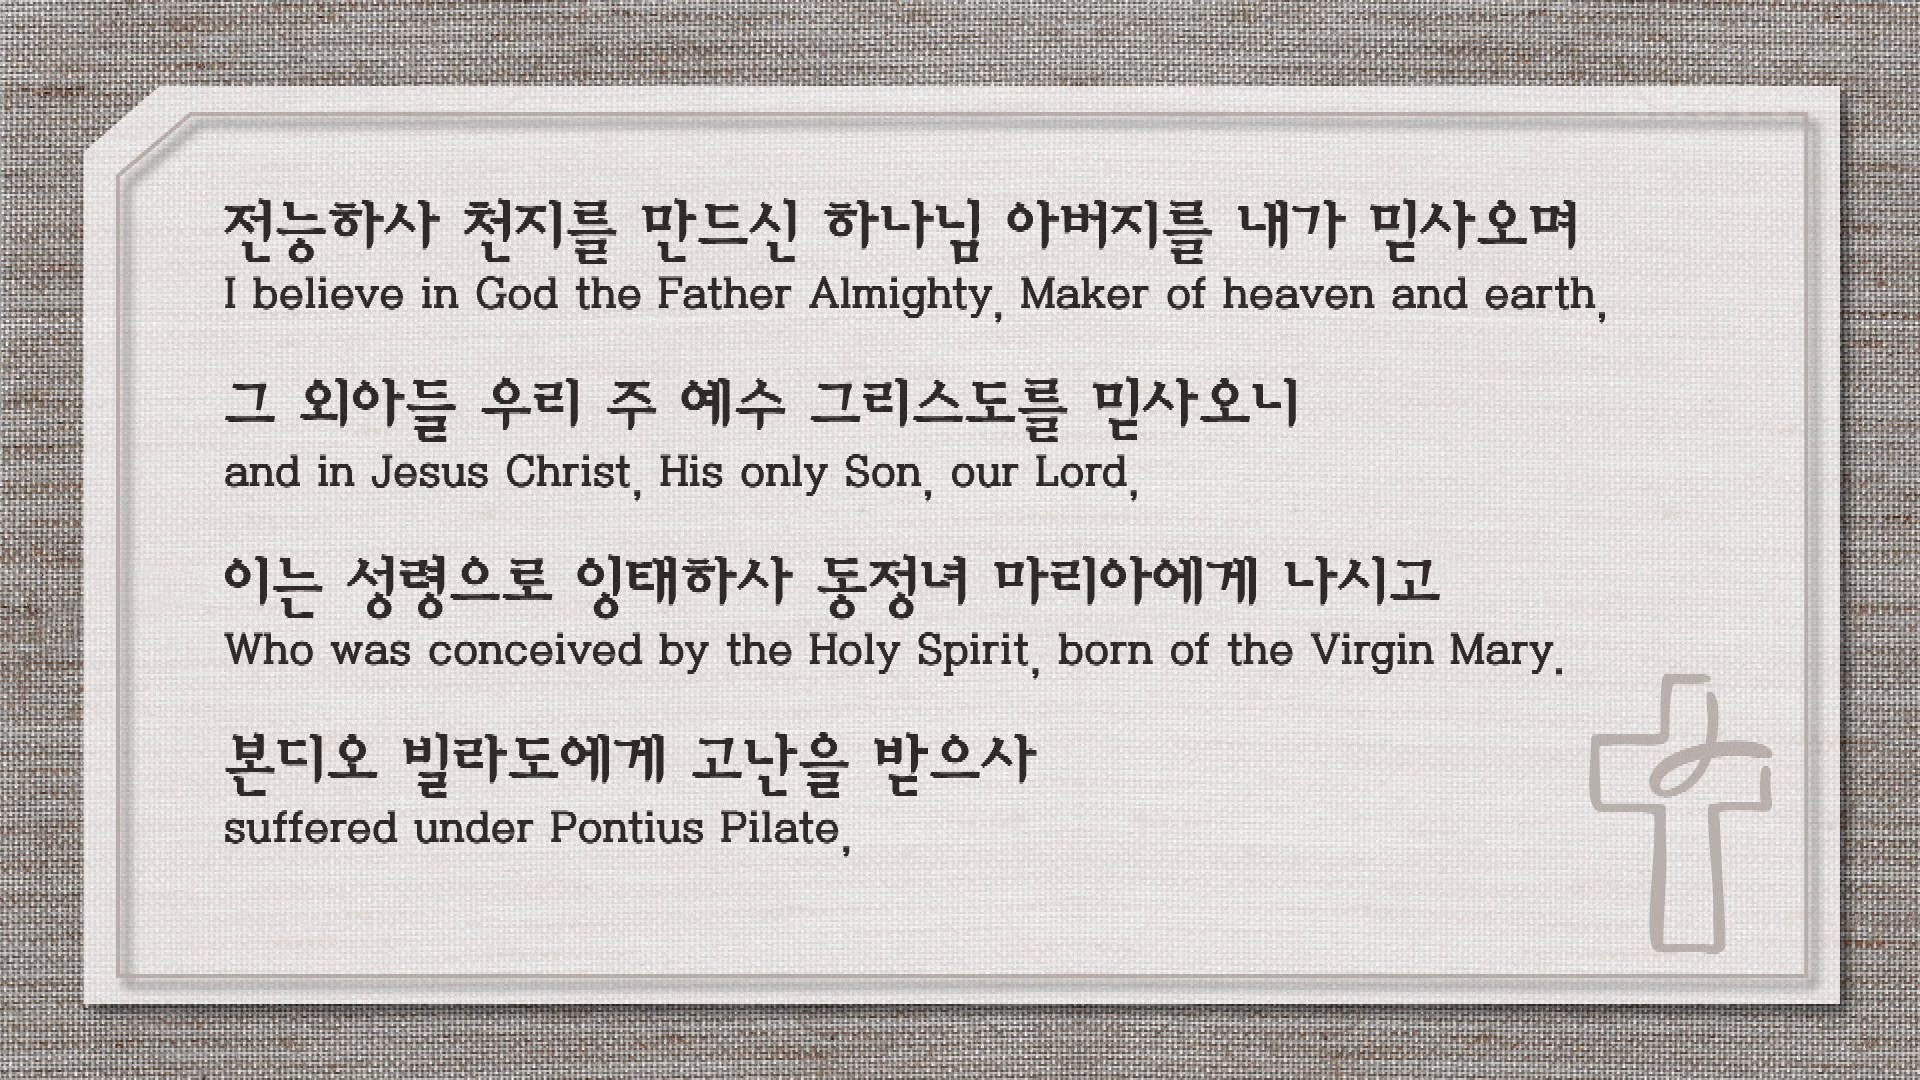 전능하사 천지를 만드신 하나님 아버지를 내가 믿사오며
I believe in God the Father Almighty, Maker of heaven and earth,
그 외아들 우리 주 예수 그리스도를 믿사오니
and in Jesus Christ, His only Son, our Lord,
이는 성령으로 잉태하사 동정녀 마리아에게 나시고
Who was conceived by the Holy Spirit, born of the Virgin Mary.
본디오 빌라도에게 고난을 받으사
suffered under Pontius Pilate,